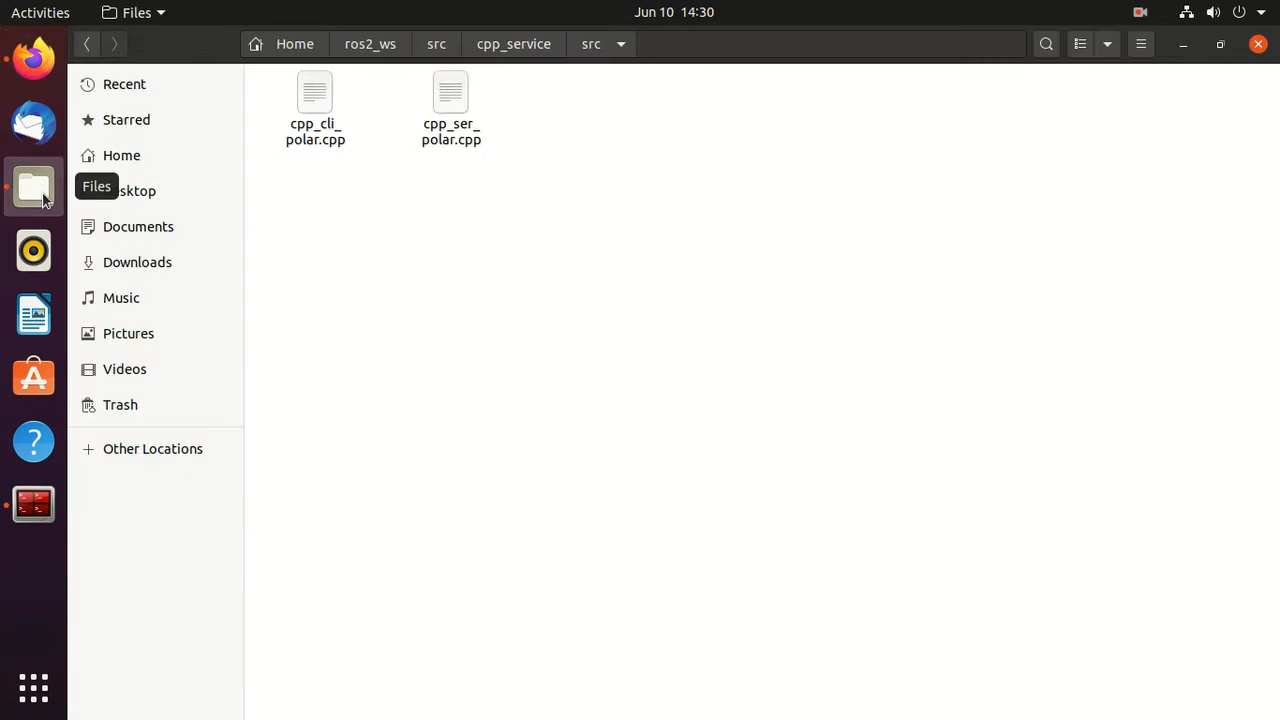 Activities
Files
Jun 10 14:30
Home
ros2_ws
src
cpp_service
src
Recent
Starred
Home
Files
sktop
Documents
Downloads
Music
Pictures
Videos
Trash
Other Locations
cpp_cli_
polar.cpp
cpp_ser_
polar.cpp